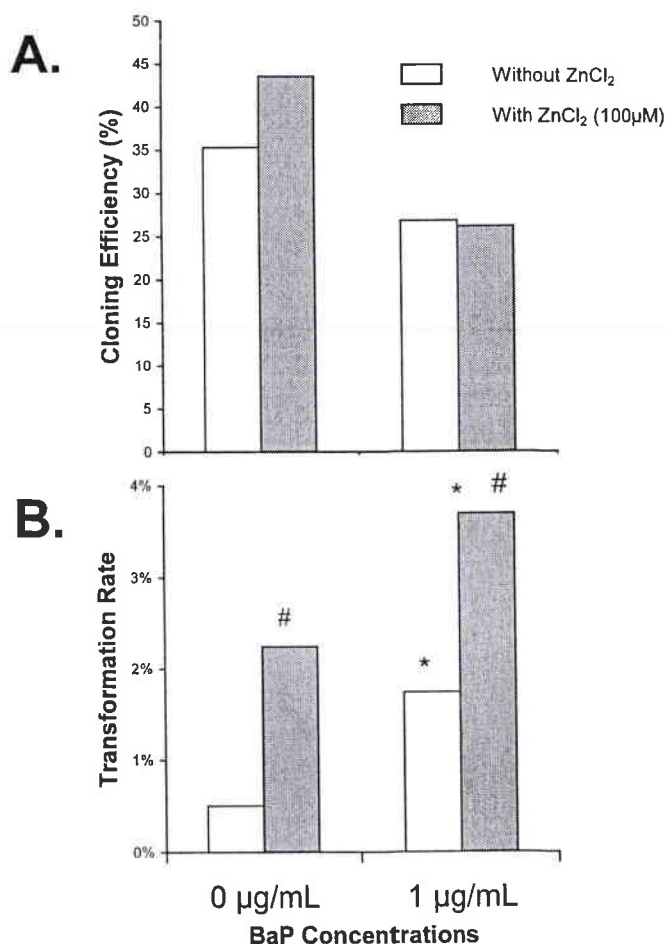 A.
Cloning Efficiency (%)
50
45
40
35
30
25
20
15
10
5
0
Without ZnCl₂
With ZnCl₂ (100µM)
B.
Transformation Rate
4%
3%
2%
1%
0%
#
*
* #
0 µg/mL
1 µg/mL
BaP Concentrations